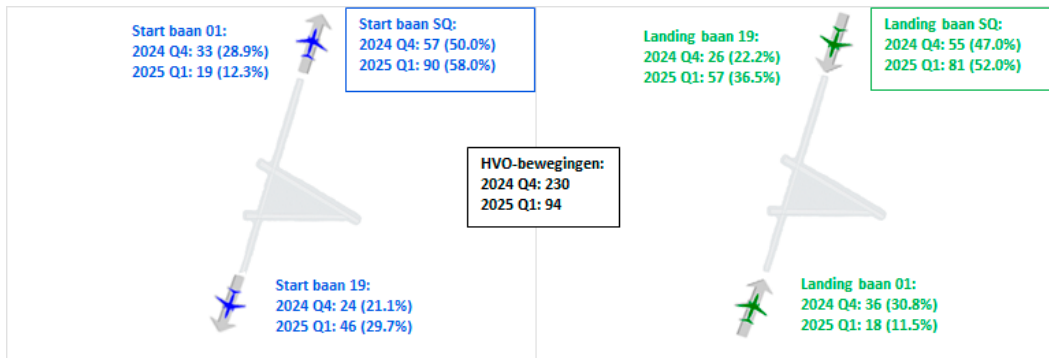 Start baan 01:
2024 Q4: 33 (28.9%)
2025 Q1: 19 (12.3%)
Start baan SQ:
2024 Q4: 57 (50.0%)
2025 Q1: 90 (58.0%)
Landing baan 19:
2024 Q4: 26 (22.2%)
2025 Q1: 57 (36.5%)
Landing baan SQ:
2024 Q4: 55 (47.0%)
2025 Q1: 81 (52.0%)
HVO-bewegingen:
2024 Q4: 230
2025 Q1: 94
Start baan 19:
2024 Q4: 24 (21.1%)
2025 Q1: 46 (29.7%)
Landing baan 01:
2024 Q4: 36 (30.8%)
2025 Q1: 18 (11.5%)